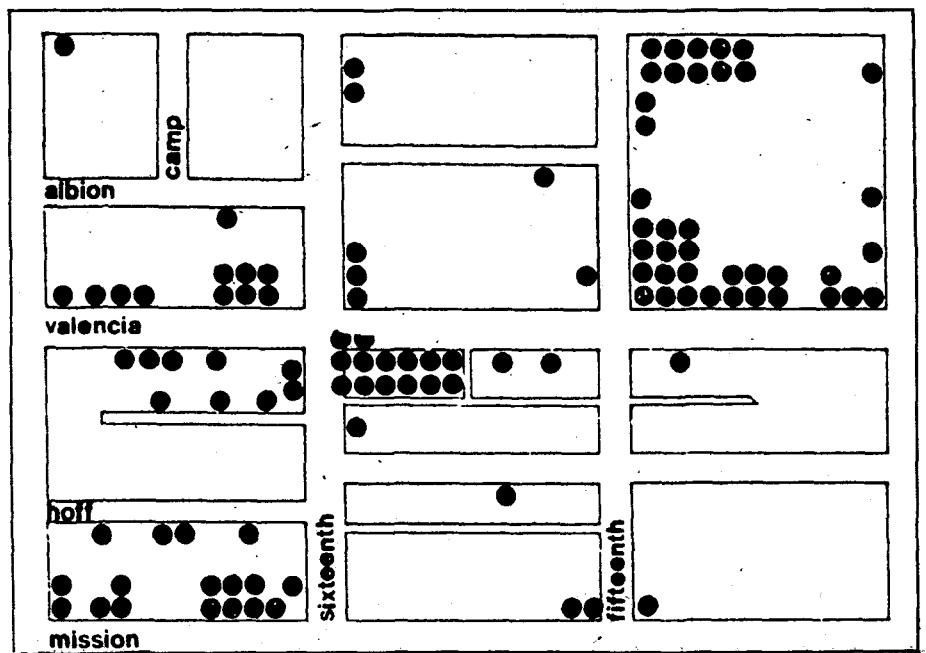 camp
albion
valencia
hoff
sixteenth
fifteenth
mission